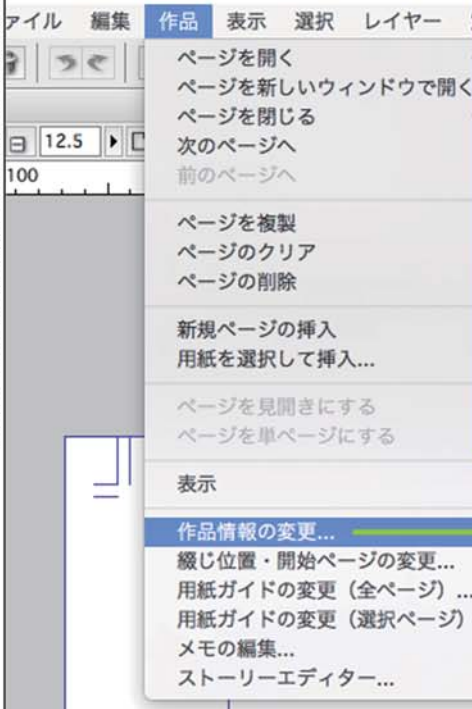 ァイル 編集 作品 表示 選択 レイヤー
12.5
100
ページを開く
ページを新しいウィンドウで開く
ページを閉じる
次のページへ
前のページへ
ページを複製
ページのクリア
ページの削除
新規ページの挿入
用紙を選択して挿入...
ページを見開きにする
ページを単ページにする
表示
作品情報の変更...
綴じ位置・開始ページの変更...
用紙ガイドの変更（全ページ）...
用紙ガイドの変更（選択ページ）
メモの編集...
ストーリーエディター...